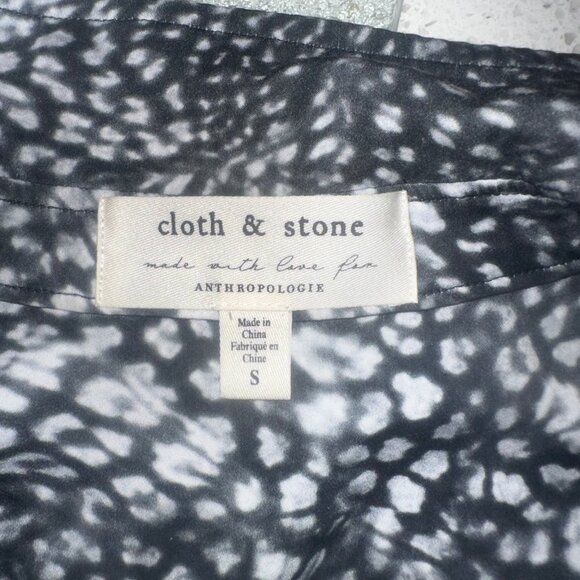 cloth & stone
made with love for
ANTHROPOLOGIE
Made in
China
Fabriqué en
Chine
S